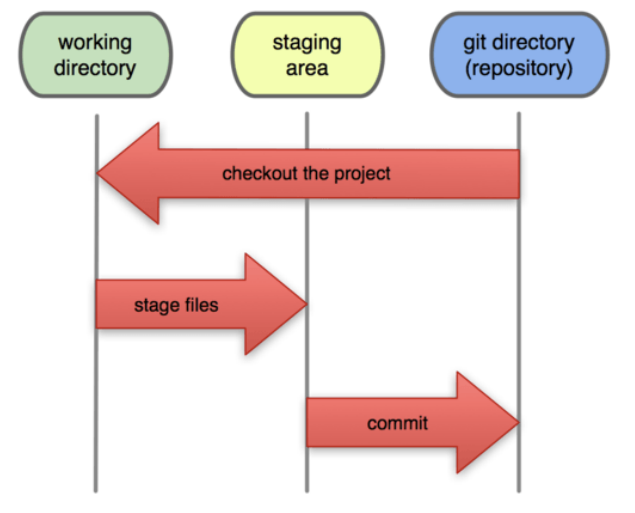 working
directory
staging
area
git directory
(repository)
checkout the project
stage files
commit